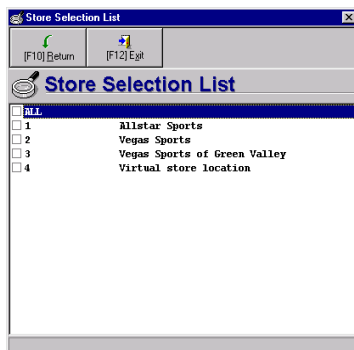 Store Selection List
[F10] Return [F12] Exit
Store Selection List
ALL
1 Allstar Sports
2 Vegas Sports
3 Vegas Sports of Green Valley
4 Virtual store location